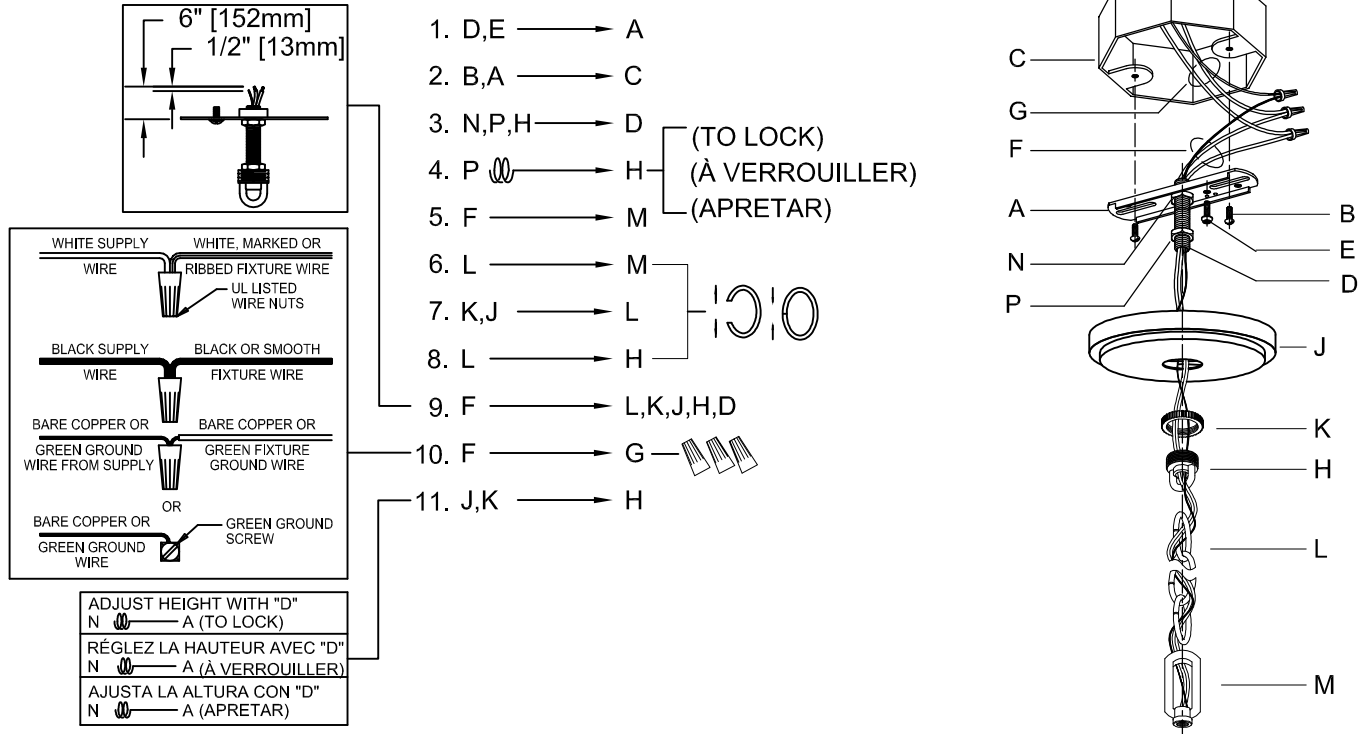 6" [152mm]
1/2" [13mm]
WHITE SUPPLY
WIRE
WHITE, MARKED OR
RIBBED FIXTURE WIRE
UL LISTED
WIRE NUTS
BLACK SUPPLY
WIRE
BLACK OR SMOOTH
FIXTURE WIRE
BARE COPPER OR
GREEN GROUND
WIRE FROM SUPPLY
BARE COPPER OR
GREEN FIXTURE
GROUND WIRE
OR
BARE COPPER OR
GREEN GROUND
WIRE
GREEN GROUND
SCREW
ADJUST HEIGHT WITH "D"
N A (TO LOCK)
RÉGLEZ LA HAUTEUR AVEC "D"
N A (À VERROUILLER)
AJUSTA LA ALTURA CON "D"
N A (APRETAR)
1. D,E A
2. B,A C
3. N,P,H D
4. P H
(TO LOCK)
(À VERROUILLER)
(APRETAR)
5. F M
6. L M
7. K,J L
8. L H
9. F L,K,J,H,D
10. F G
11. J,K H
C
G
F
A
N
P
B
E
D
J
K
H
L
M